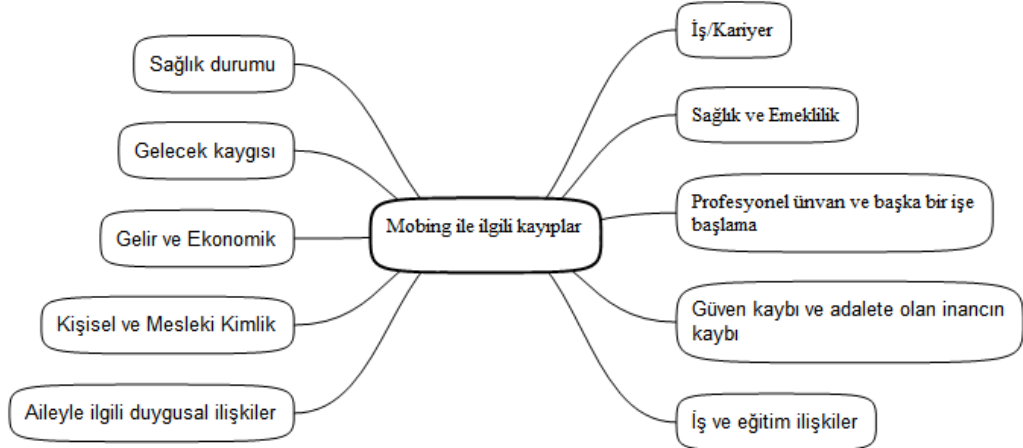 Sağlık durumu
Gelecek kaygısı
Gelir ve Ekonomik
Kişisel ve Mesleki Kimlik
Aileyle ilgili duygusal ilişkiler
Mobing ile ilgili kayıplar
İş/Kariyer
Sağlık ve Emeklilik
Profesyonel ünvan ve başka bir işe
başlama
Güven kaybı ve adalete olan inancın
kaybı
İş ve eğitim ilişkiler